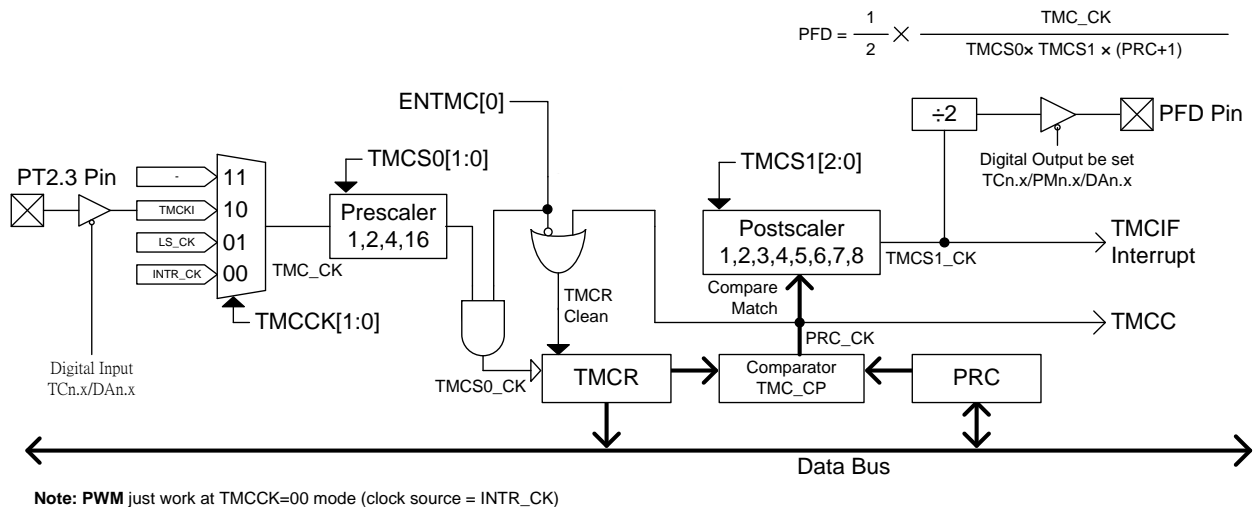 PFD = 1/2 × TMC_CK / TMCS0× TMCS1 × (PRC+1)
ENTMC[0]
÷2
PFD Pin
TMCS0[1:0]
TMCS1[2:0]
Digital Output be set
TCn.x/PMn.x/DAn.x
PT2.3 Pin
-
11
TMCKI
10
LS_CK
01
INTR_CK
00
TMC_CK
Prescaler
1,2,4,16
Postscaler
1,2,3,4,5,6,7,8
TMCS1_CK
TMCIF
Interrupt
TMCCK[1:0]
TMCR
Clean
Compare
Match
TMCC
PRC_CK
Digital Input
TCn.x/DAn.x
TMCS0_CK
TMCR
Comparator
TMC_CP
PRC
Data Bus
Note: PWM just work at TMCCK=00 mode (clock source = INTR_CK)